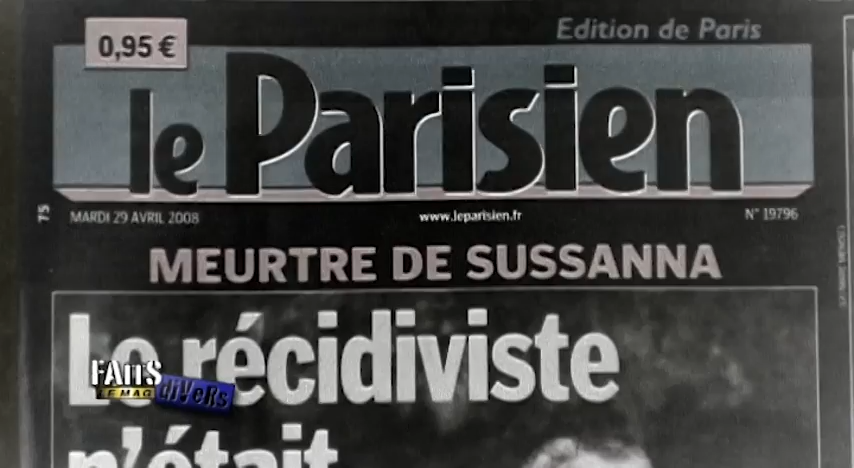 Edition de Paris
0,95 €
le Parisien
75
MARDI 29 AVRIL 2008
www.leparisien.fr
N° 19796
MEURTRE DE SUSSANNA
Le récidiviste
n'était
FAITS
LE MAG
diveRs